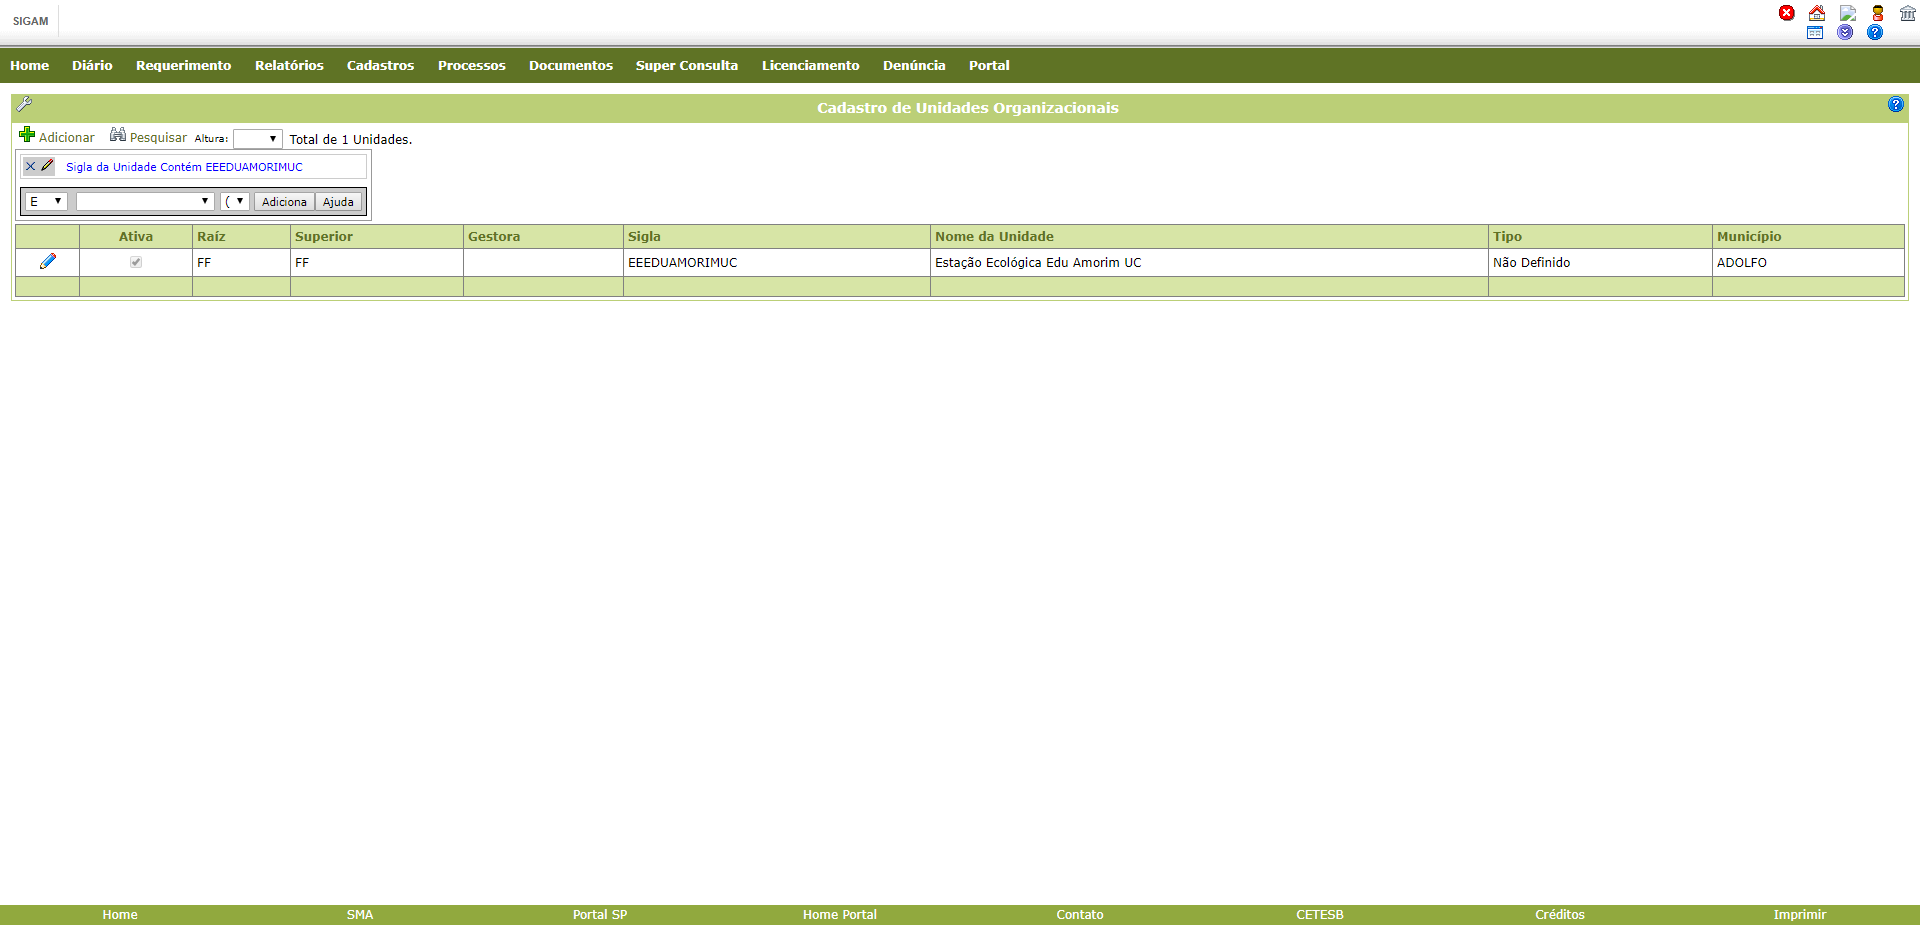 SIGAM
Home Diário Requerimento Relatórios Cadastros Processos Documentos Super Consulta Licenciamento Denúncia Portal
Cadastro de Unidades Organizacionais
Adicionar Pesquisar Altura: Total de 1 Unidades.
Sigla da Unidade Contém EEEDUAMORIMUC
E ( Adiciona Ajuda
Ativa Raíz Superior Gestora Sigla Nome da Unidade Tipo Município
FF FF EEEDUAMORIMUC Estação Ecológica Edu Amorim UC Não Definido ADOLFO
Home SMA Portal SP Home Portal Contato CETESB Créditos Imprimir